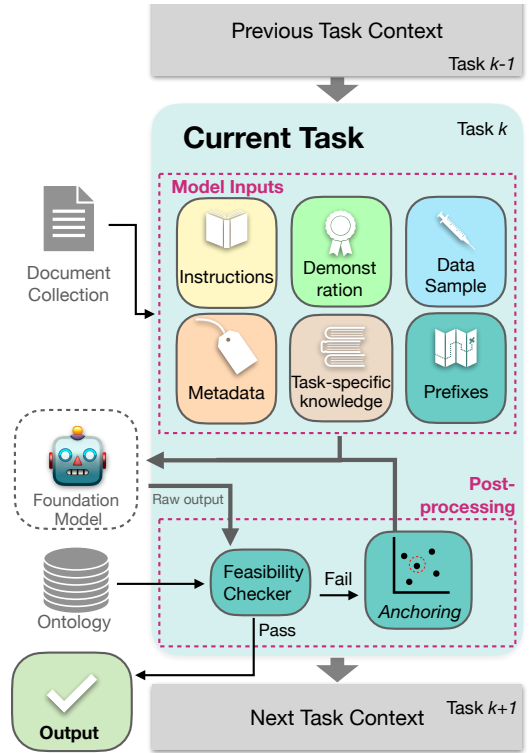 Previous Task Context
Task k-1
Current Task
Task k
Model Inputs
Instructions
Demonst
ration
Data
Sample
Metadata
Task-specific
knowledge
Prefixes
Document
Collection
Foundation
Model
Raw output
Post-
processing
Feasibility
Checker
Fail
Anchoring
Ontology
Pass
Output
Next Task Context
Task k+1